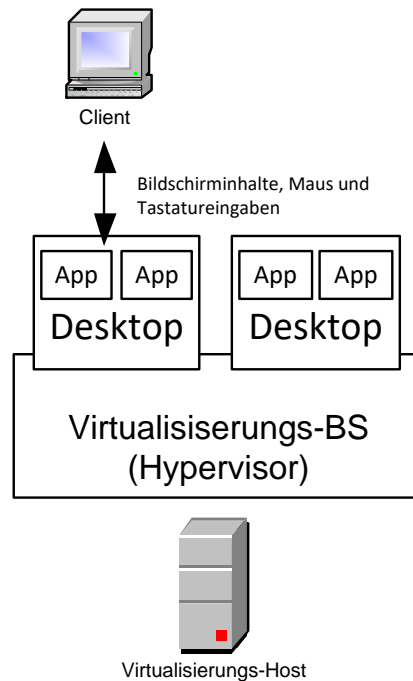 Client
Bildschirminhalte, Maus und
Tastatureingaben
App App App App
Desktop Desktop
Virtualisiserungs-BS
(Hypervisor)
Virtualisierungs-Host